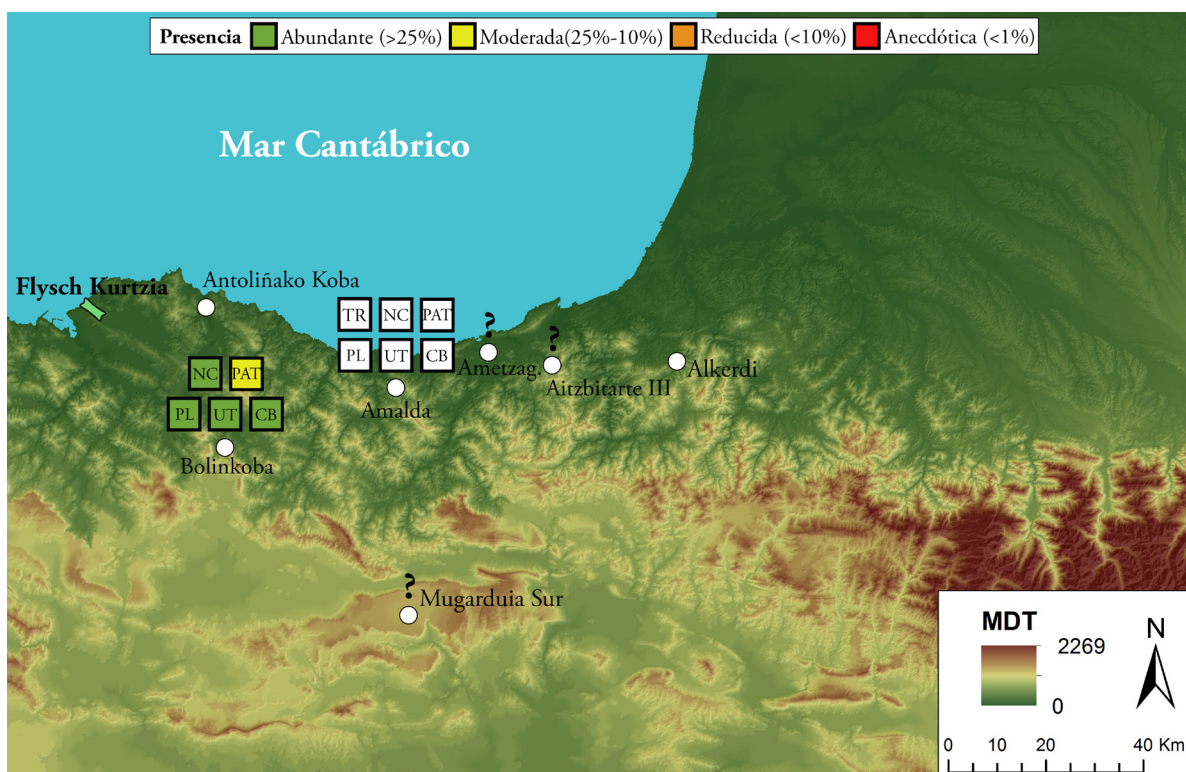 Presencia Abundante (>25%) Moderada(25%-10%) Reducida (<10%) Anecdótica (<1%)
Mar Cantábrico
Flysch Kurtzia
Antoliñako Koba
TR NC PAT
PL UT CB
?
Ametzag.
?
Aitzbitarte III
Alkerdi
Amalda
NC PAT
PL UT CB
Bolinkoba
?
Mugarduia Sur
MDT
2269
0
N
0 10 20 40 Km